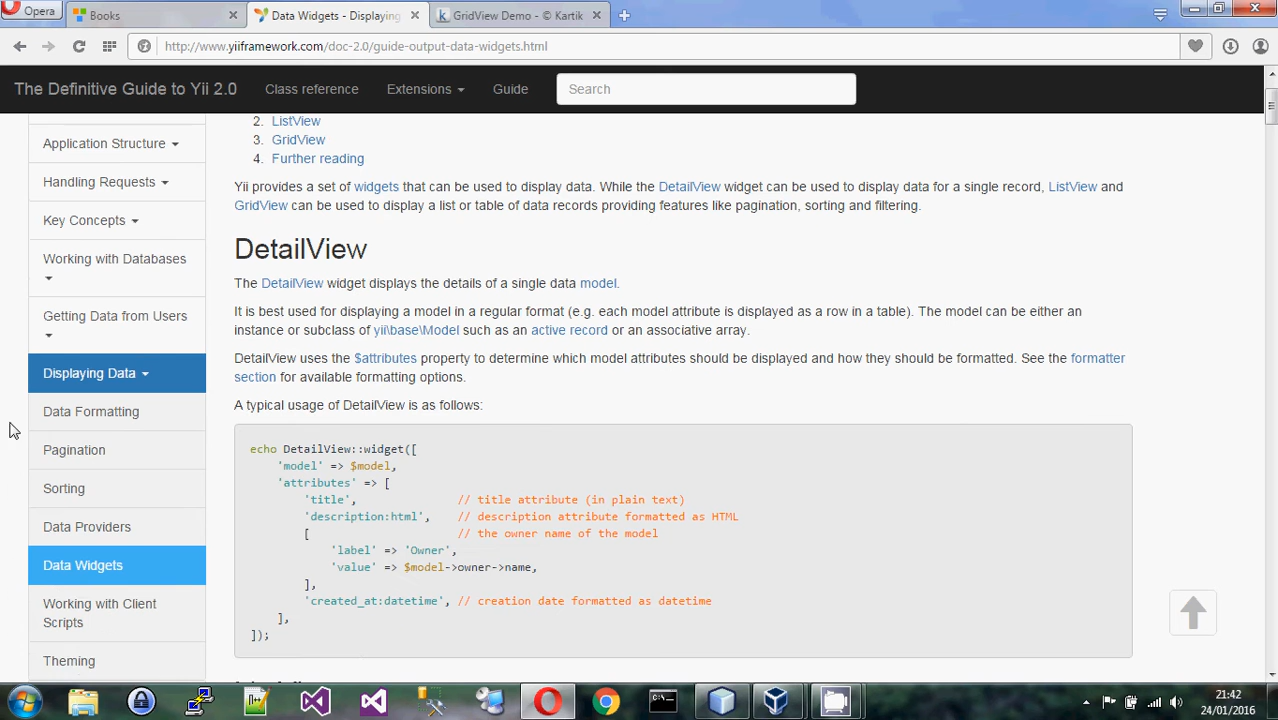 Opera
Books
Data Widgets - Displaying
GridView Demo - © Kartik
http://www.yiiframework.com/doc-2.0/guide-output-data-widgets.html
The Definitive Guide to Yii 2.0
Class reference
Extensions
Guide
Search
Application Structure
Handling Requests
Key Concepts
Working with Databases
Getting Data from Users
Displaying Data
Data Formatting
Pagination
Sorting
Data Providers
Data Widgets
Working with Client
Scripts
Theming
2. ListView
3. GridView
4. Further reading
Yii provides a set of widgets that can be used to display data. While the DetailView widget can be used to display data for a single record, ListView and
GridView can be used to display a list or table of data records providing features like pagination, sorting and filtering.
DetailView
The DetailView widget displays the details of a single data model.
It is best used for displaying a model in a regular format (e.g. each model attribute is displayed as a row in a table). The model can be either an
instance or subclass of yii\base\Model such as an active record or an associative array.
DetailView uses the $attributes property to determine which model attributes should be displayed and how they should be formatted. See the formatter
section for available formatting options.
A typical usage of DetailView is as follows:
echo DetailView::widget([
'model' => $model,
'attributes' => [
'title', // title attribute (in plain text)
'description:html', // description attribute formatted as HTML
[ // the owner name of the model
'label' => 'Owner',
'value' => $model->owner->name,
],
'created_at:datetime', // creation date formatted as datetime
],
]);
21:42
24/01/2016